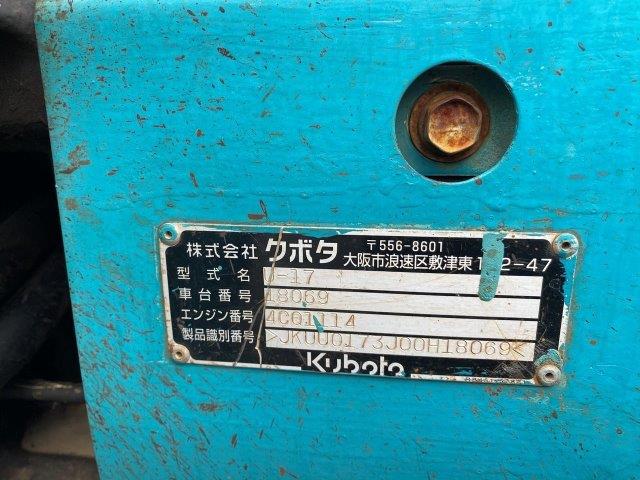 株式会社 クボタ 〒556-8601
大阪市浪速区敷津東1-2-47
型式名 U-17
車台番号 18069
エンジン番号 4CQ1114
製品識別番号 >JKUU0173J00H18069<
Kubota